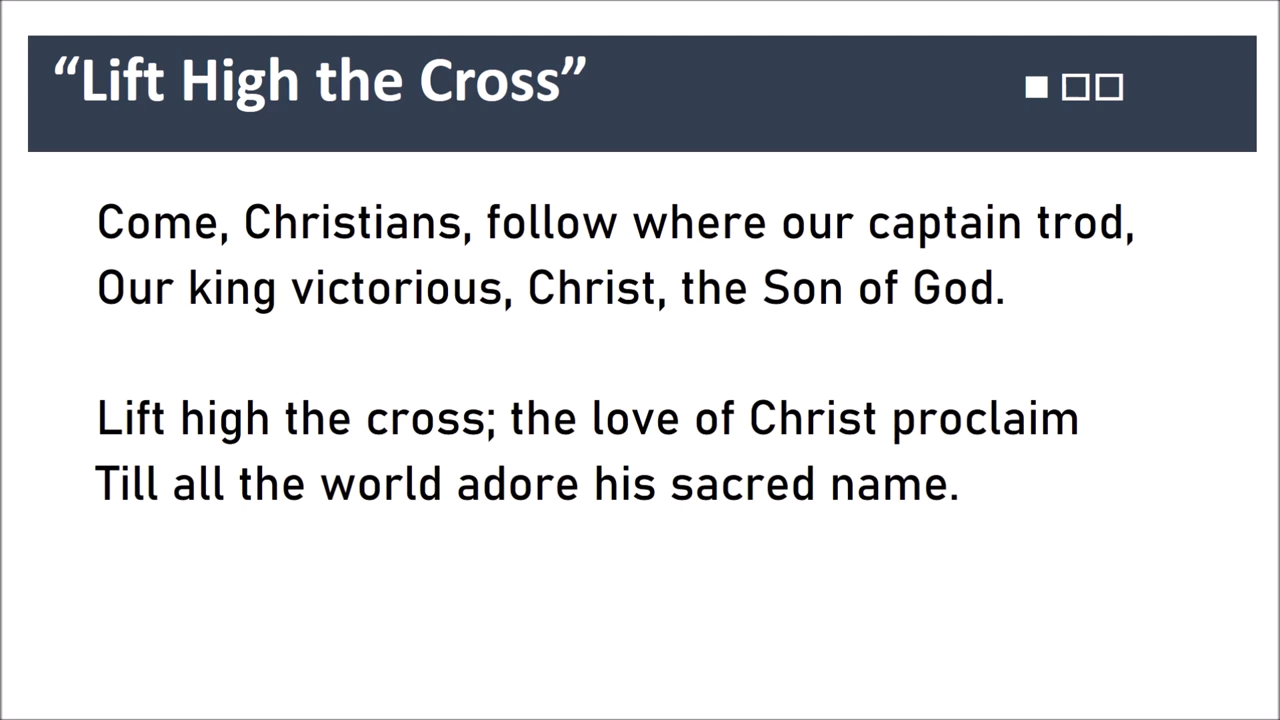 “Lift High the Cross”
Come, Christians, follow where our captain trod,
Our king victorious, Christ, the Son of God.
Lift high the cross; the love of Christ proclaim
Till all the world adore his sacred name.